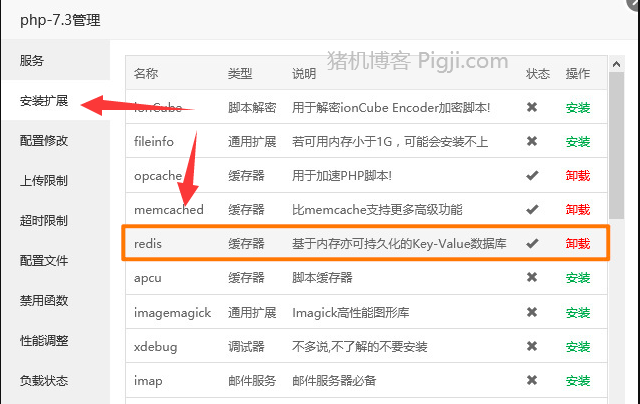 php-7.3管理
服务
安装扩展
配置修改
上传限制
超时限制
配置文件
禁用函数
性能调整
负载状态
猪机博客 Pigji.com
名称 类型 说明 状态 操作
ionCube 脚本解密 用于解密ionCube Encoder加密脚本! ✖ 安装
fileinfo 通用扩展 若可用内存小于1G，可能会安装不上 ✖ 安装
opcache 缓存器 用于加速PHP脚本! ✔ 卸载
memcached 缓存器 比memcache支持更多高级功能 ✔ 卸载
redis 缓存器 基于内存亦可持久化的Key-Value数据库 ✔ 卸载
apcu 缓存器 脚本缓存器 ✖ 安装
imagemagick 通用扩展 Imagick高性能图形库 ✖ 安装
xdebug 调试器 不多说,不了解的不要安装 ✖ 安装
imap 邮件服务 邮件服务器必备 ✖ 安装